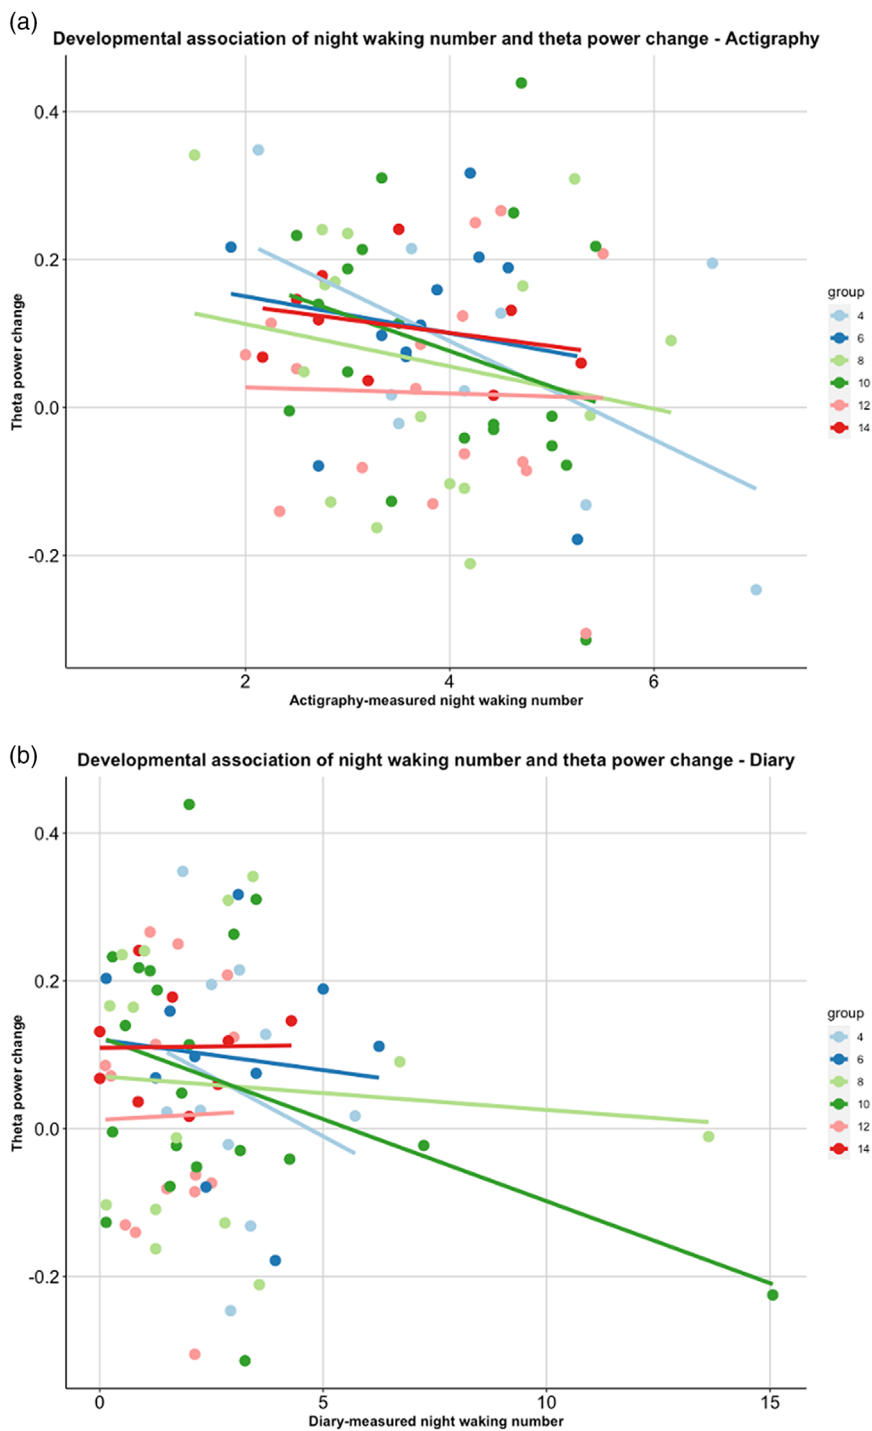 (a)
Developmental association of night waking number and theta power change - Actigraphy
0.4
0.2
0.0
-0.2
Theta power change
2 4 6
Actigraphy-measured night waking number
group
4
6
8
10
12
14
(b)
Developmental association of night waking number and theta power change - Diary
0.4
0.2
0.0
-0.2
Theta power change
0 5 10 15
Diary-measured night waking number
group
4
6
8
10
12
14